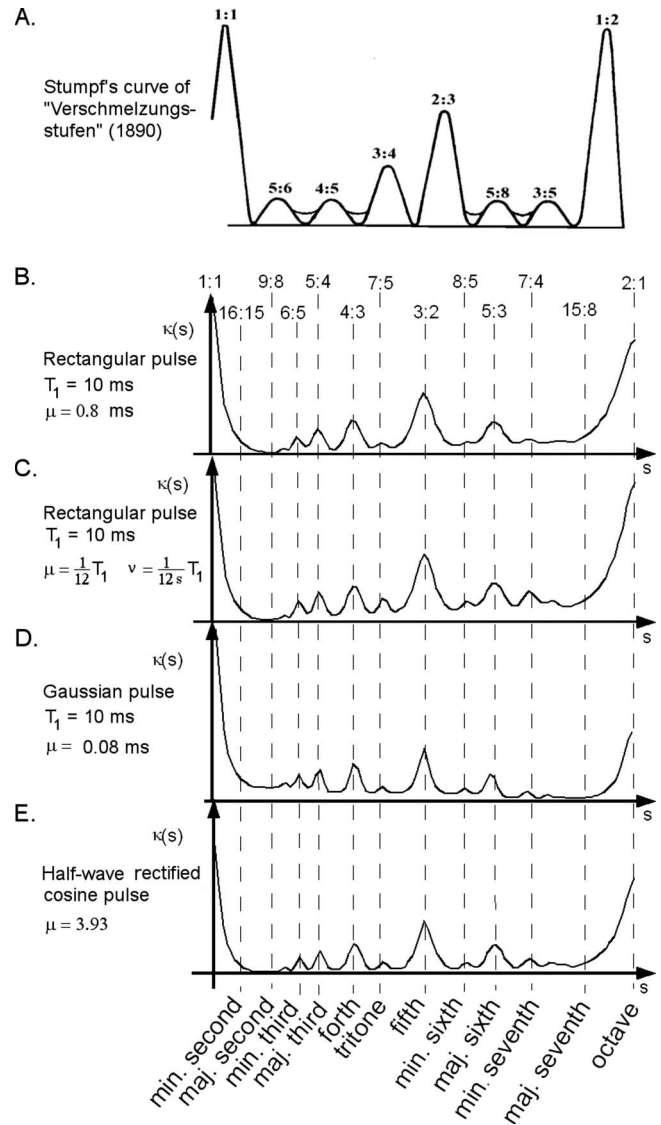 A.
1:1
1:2
Stumpf's curve of
"Verschmelzungs-
stufen" (1890)
2:3
3:4
5:6
4:5
5:8
3:5
B.
1:1
9:8
5:4
7:5
8:5
7:4
2:1
16:15
6:5
4:3
3:2
5:3
15:8
κ(s)
Rectangular pulse
T1 = 10 ms
μ = 0.8 ms
s
C.
κ(s)
Rectangular pulse
T1 = 10 ms
μ = 1/12 T1 ν = 1/12 s T1
s
D.
κ(s)
Gaussian pulse
T1 = 10 ms
μ = 0.08 ms
s
E.
κ(s)
Half-wave rectified
cosine pulse
μ = 3.93
s
min. second
maj. second
min. third
maj. third
forth
tritone
fifth
min. sixth
maj. sixth
min. seventh
maj. seventh
octave